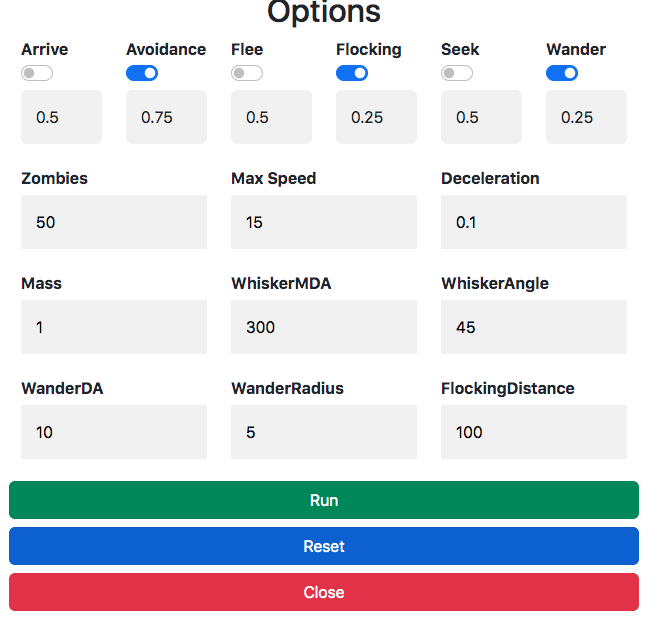 Options
Arrive Avoidance Flee Flocking Seek Wander
0.5 0.75 0.5 0.25 0.5 0.25
Zombies Max Speed Deceleration
50 15 0.1
Mass WhiskerMDA WhiskerAngle
1 300 45
WanderDA WanderRadius FlockingDistance
10 5 100
Run
Reset
Close